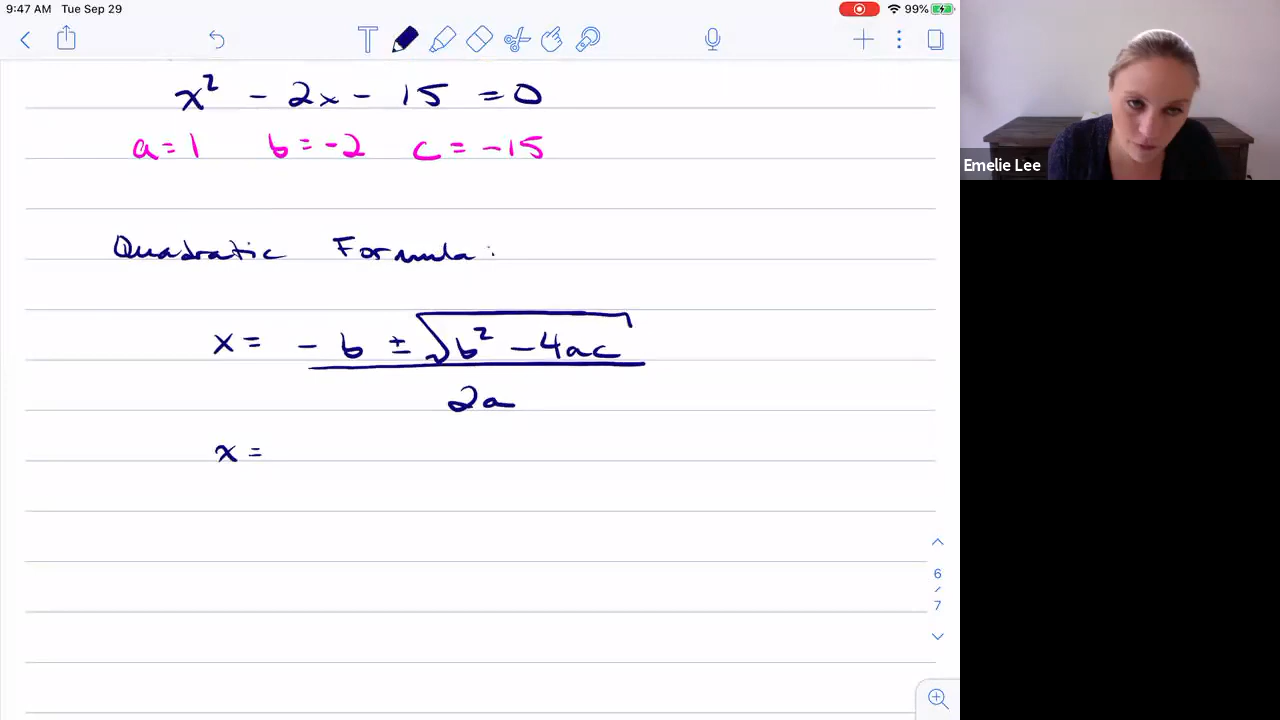 9:47 AM Tue Sep 29
99%
x² - 2x - 15 = 0
a = 1 b = -2 c = -15
Quadratic Formula:
x = - b ± √b² - 4ac
2a
x =
Emelie Lee
6
/
7